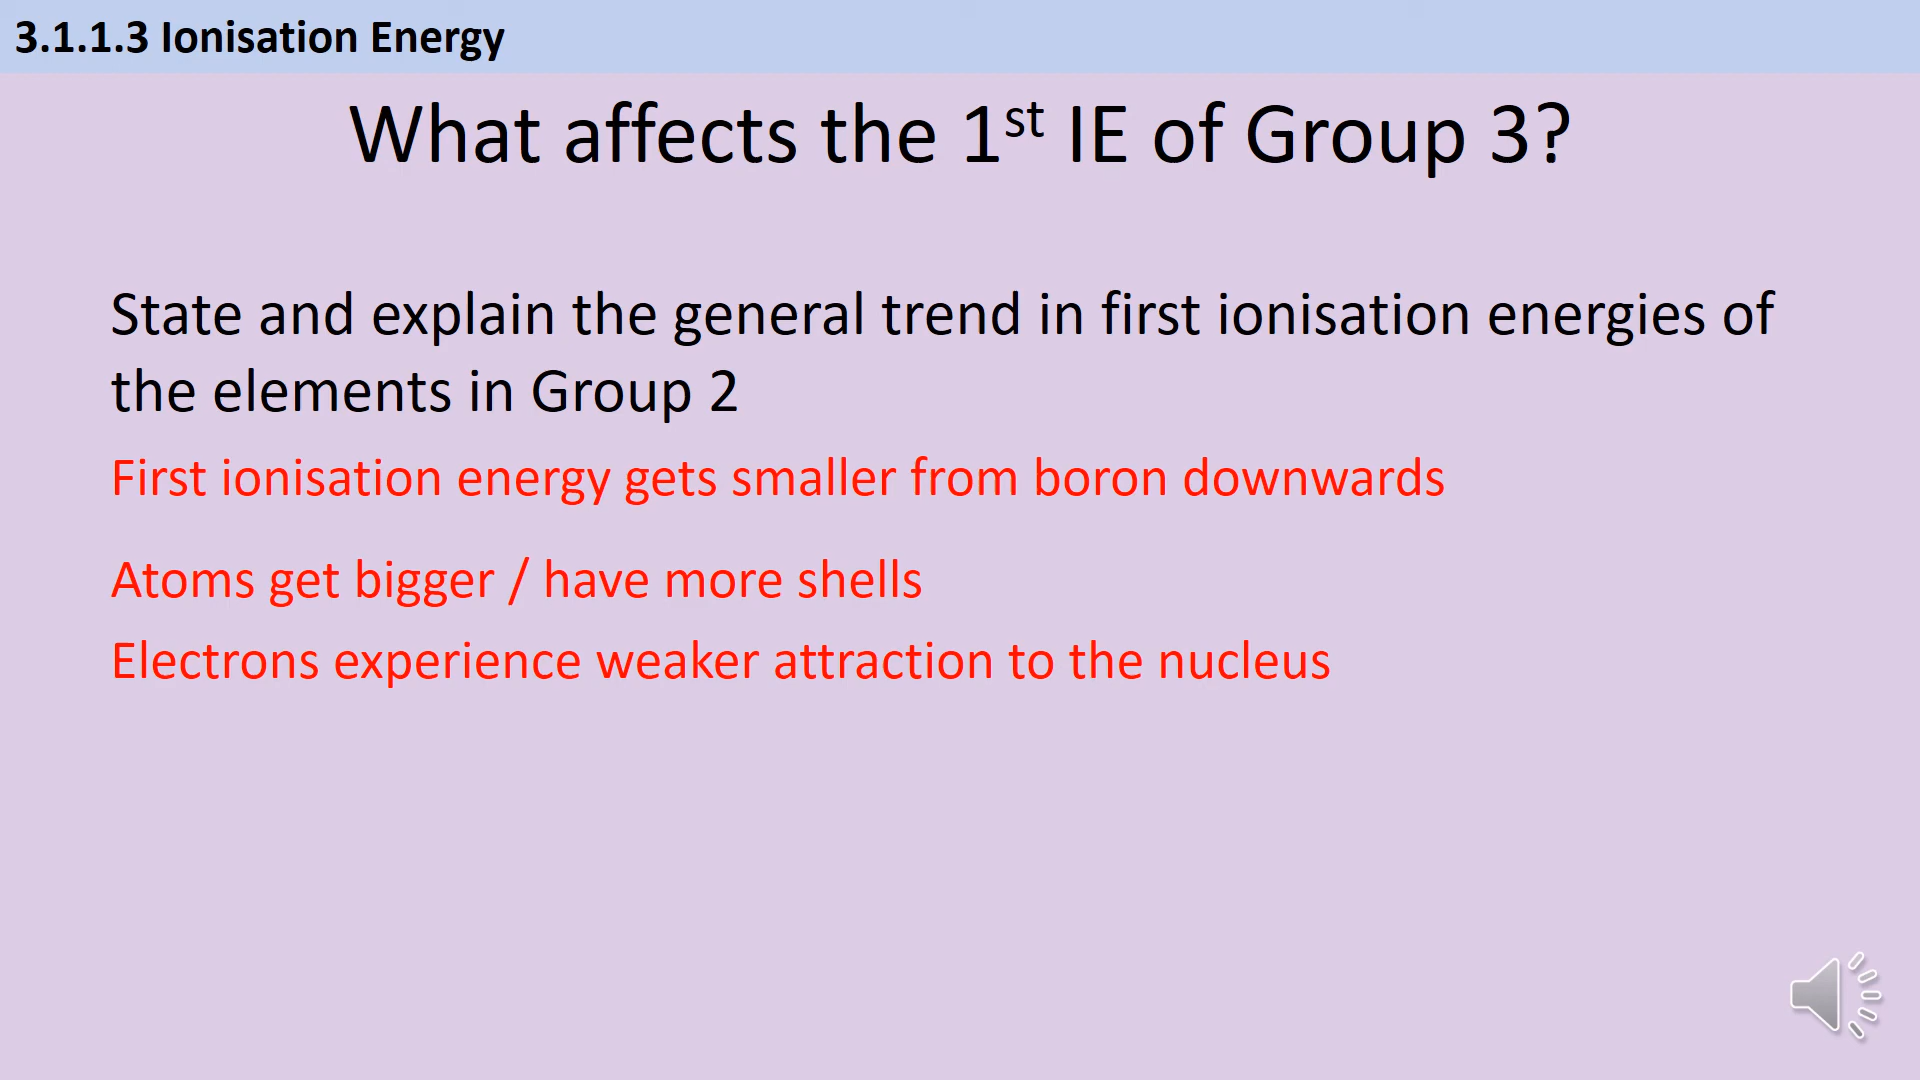 3.1.1.3 Ionisation Energy
What affects the 1st IE of Group 3?
State and explain the general trend in first ionisation energies of
the elements in Group 2
First ionisation energy gets smaller from boron downwards
Atoms get bigger / have more shells
Electrons experience weaker attraction to the nucleus